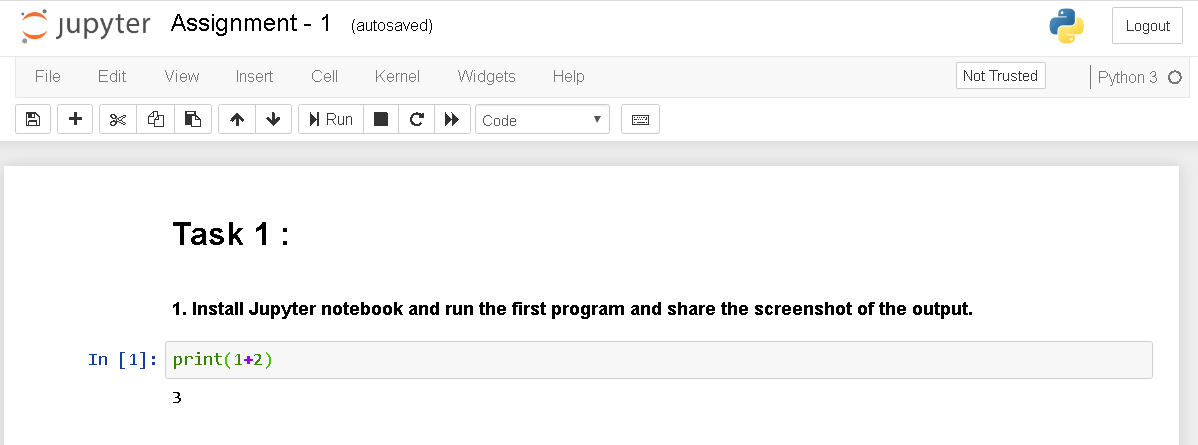 jupyter Assignment - 1 (autosaved) Logout
File Edit View Insert Cell Kernel Widgets Help Not Trusted Python 3
Run Code
Task 1 :
1. Install Jupyter notebook and run the first program and share the screenshot of the output.
In [1]: print(1+2)
3